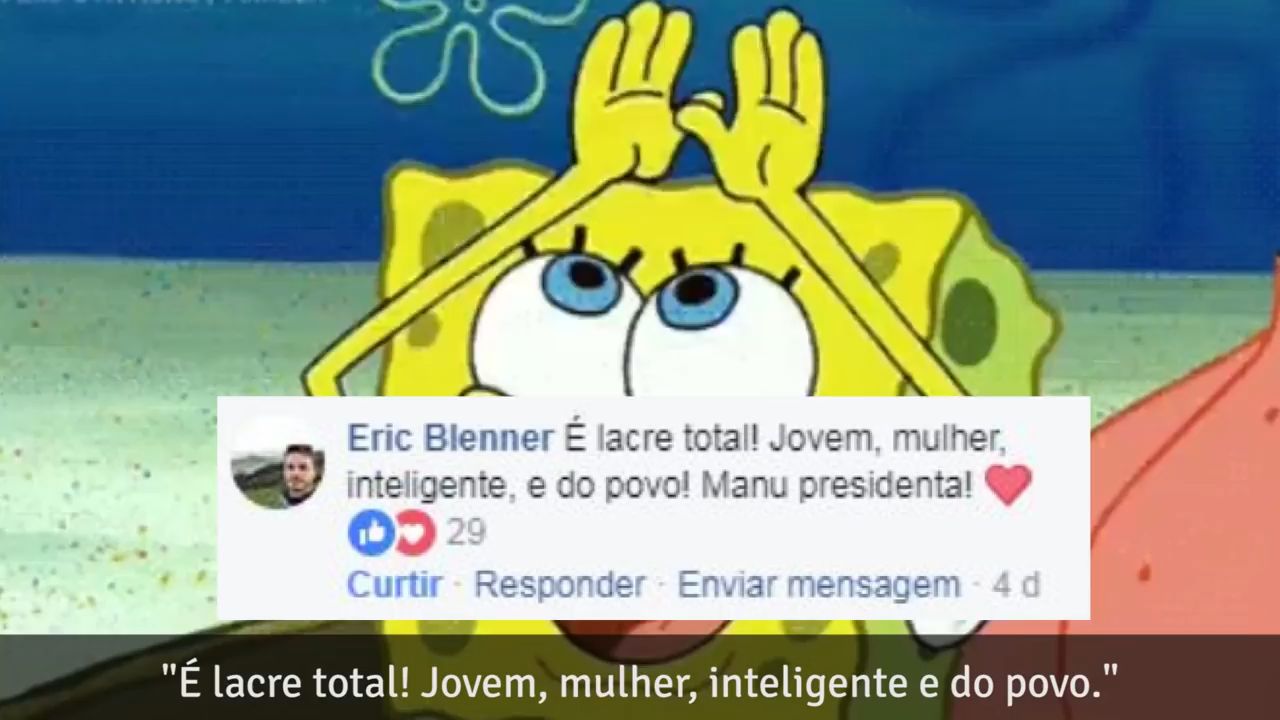 Eric Blenner É lacre total! Jovem, mulher,
inteligente, e do povo! Manu presidenta! ❤
29
Curtir · Responder · Enviar mensagem · 4 d
"É lacre total! Jovem, mulher, inteligente e do povo."